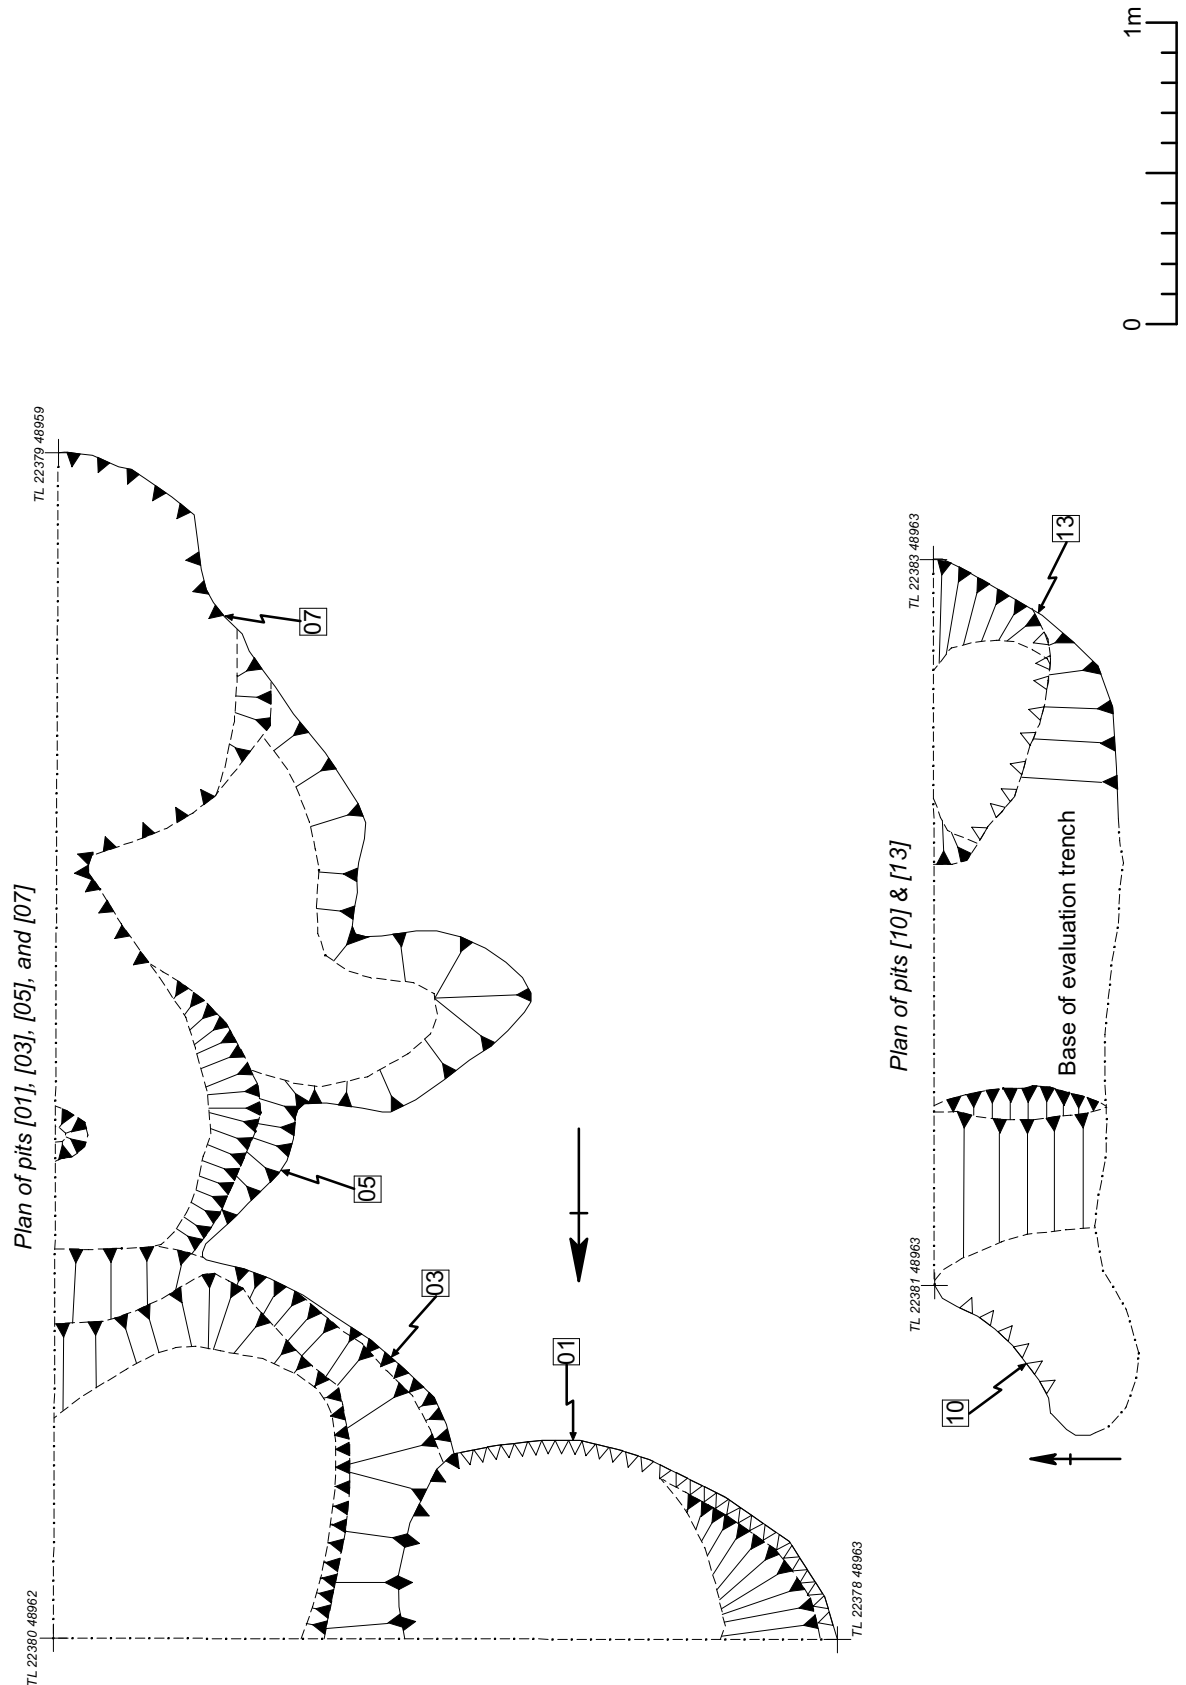 Plan of pits [01], [03], [05], and [07]
TL 22380 48962
TL 22379 48959
TL 22378 48963
07
05
03
01
Plan of pits [10] & [13]
TL 22381 48963
TL 22383 48963
10
13
Base of evaluation trench
0
1m